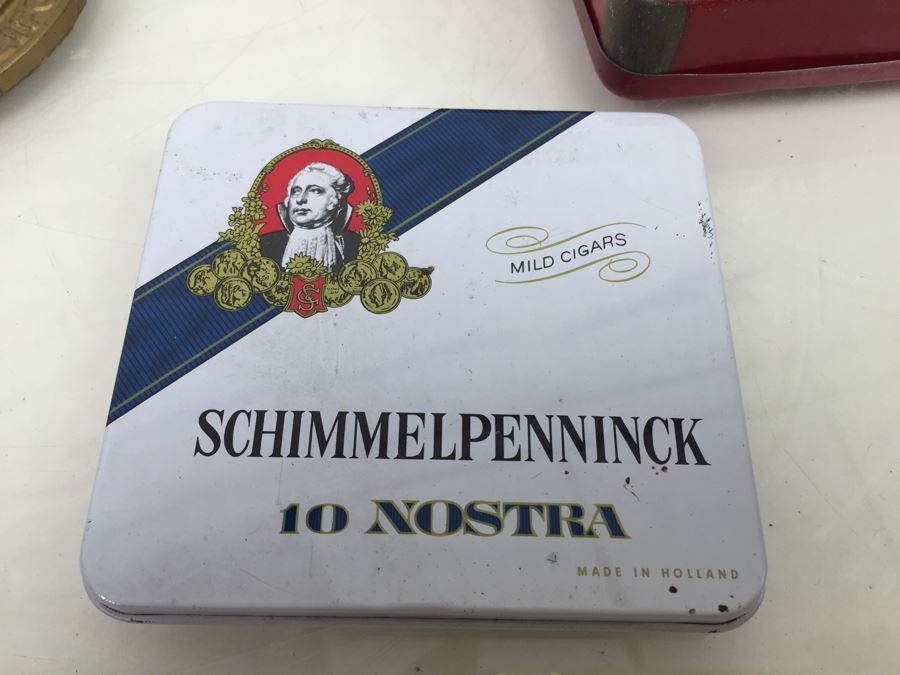 MILD CIGARS
SCHIMMELPENNINCK
10 NOSTRA
MADE IN HOLLAND